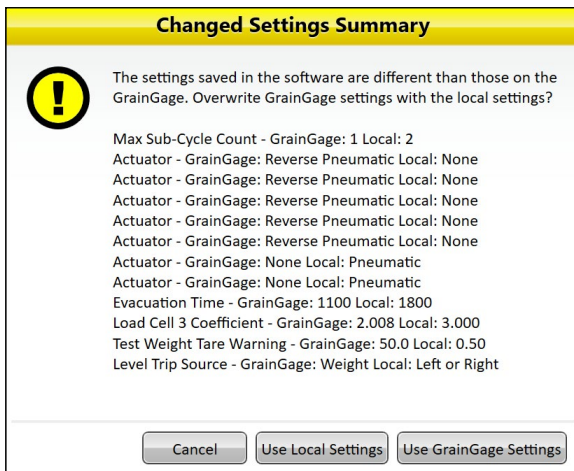 Changed Settings Summary
The settings saved in the software are different than those on the
GrainGage. Overwrite GrainGage settings with the local settings?
Max Sub-Cycle Count - GrainGage: 1 Local: 2
Actuator - GrainGage: Reverse Pneumatic Local: None
Actuator - GrainGage: Reverse Pneumatic Local: None
Actuator - GrainGage: Reverse Pneumatic Local: None
Actuator - GrainGage: Reverse Pneumatic Local: None
Actuator - GrainGage: Reverse Pneumatic Local: None
Actuator - GrainGage: None Local: Pneumatic
Actuator - GrainGage: None Local: Pneumatic
Evacuation Time - GrainGage: 1100 Local: 1800
Load Cell 3 Coefficient - GrainGage: 2.008 Local: 3.000
Test Weight Tare Warning - GrainGage: 50.0 Local: 0.50
Level Trip Source - GrainGage: Weight Local: Left or Right
Cancel Use Local Settings Use GrainGage Settings